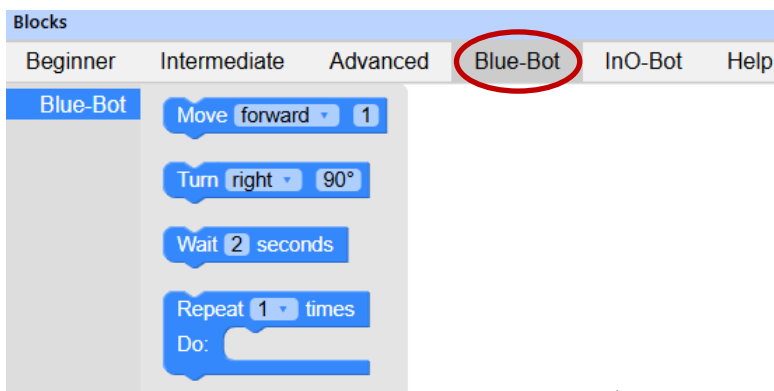 Blocks
Beginner Intermediate Advanced Blue-Bot InO-Bot Help
Blue-Bot
Move forward 1
Turn right 90°
Wait 2 seconds
Repeat 1 times
Do: